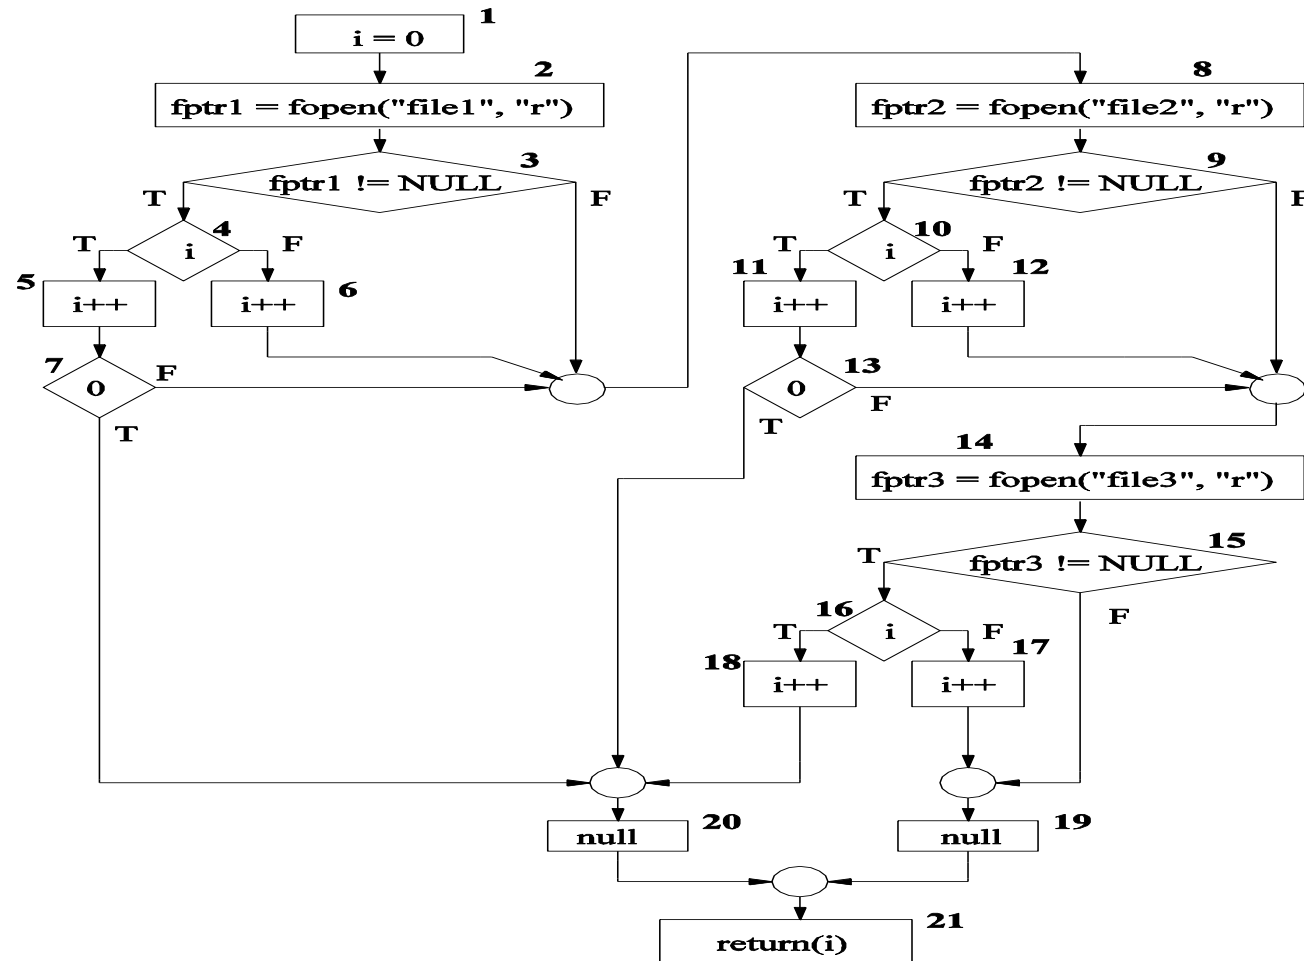 1
i = 0
2
fptr1 = fopen("file1", "r")
3
fptr1 != NULL
T
F
4
i
T
F
5
i++
6
i++
7
0
F
T
8
fptr2 = fopen("file2", "r")
9
fptr2 != NULL
T
F
10
i
T
F
11
i++
12
i++
13
0
F
T
14
fptr3 = fopen("file3", "r")
15
fptr3 != NULL
T
F
16
i
T
F
18
i++
17
i++
20
null
19
null
21
return(i)